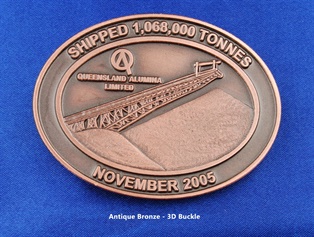 SHIPPED 1,068,000 TONNES
QUEENSLAND ALUMINA
LIMITED
NOVEMBER 2005
Antique Bronze - 3D Buckle